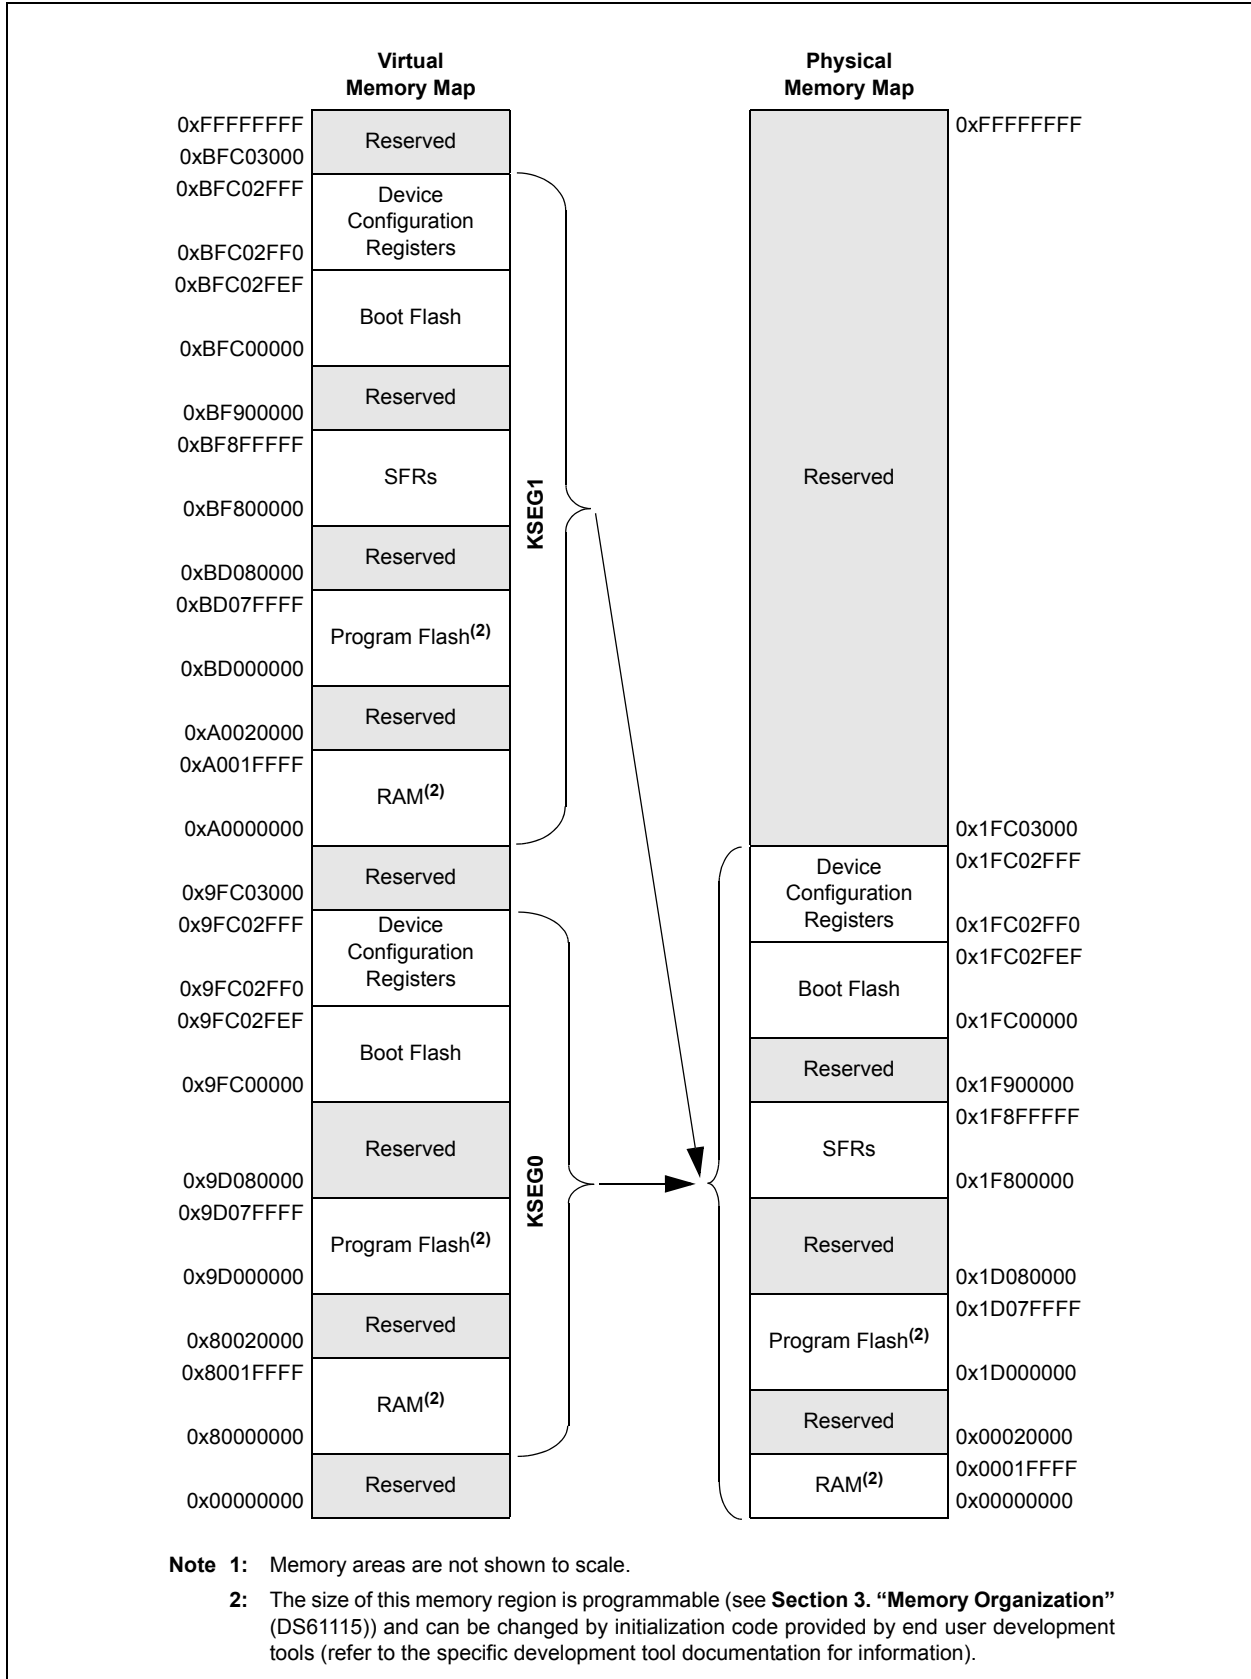 Virtual
Memory Map
0xFFFFFFFF
Reserved
0xBFC03000
0xBFC02FFF
Device
Configuration
Registers
0xBFC02FF0
0xBFC02FEF
Boot Flash
0xBFC00000
Reserved
0xBF900000
0xBF8FFFFF
SFRs
0xBF800000
Reserved
0xBD080000
0xBD07FFFF
Program Flash(2)
0xBD000000
Reserved
0xA0020000
0xA001FFFF
RAM(2)
0xA0000000
KSEG1
Reserved
0x9FC03000
0x9FC02FFF
Device
Configuration
Registers
0x9FC02FF0
0x9FC02FEF
Boot Flash
0x9FC00000
Reserved
0x9D080000
0x9D07FFFF
Program Flash(2)
0x9D000000
Reserved
0x80020000
0x8001FFFF
RAM(2)
0x80000000
KSEG0
Reserved
0x00000000
Physical
Memory Map
0xFFFFFFFF
Reserved
0x1FC03000
0x1FC02FFF
Device
Configuration
Registers
0x1FC02FF0
0x1FC02FEF
Boot Flash
0x1FC00000
Reserved
0x1F900000
0x1F8FFFFF
SFRs
0x1F800000
Reserved
0x1D080000
0x1D07FFFF
Program Flash(2)
0x1D000000
Reserved
0x00020000
0x0001FFFF
RAM(2)
0x00000000
Note 1: Memory areas are not shown to scale.
2: The size of this memory region is programmable (see Section 3. “Memory Organization”
(DS61115)) and can be changed by initialization code provided by end user development
tools (refer to the specific development tool documentation for information).